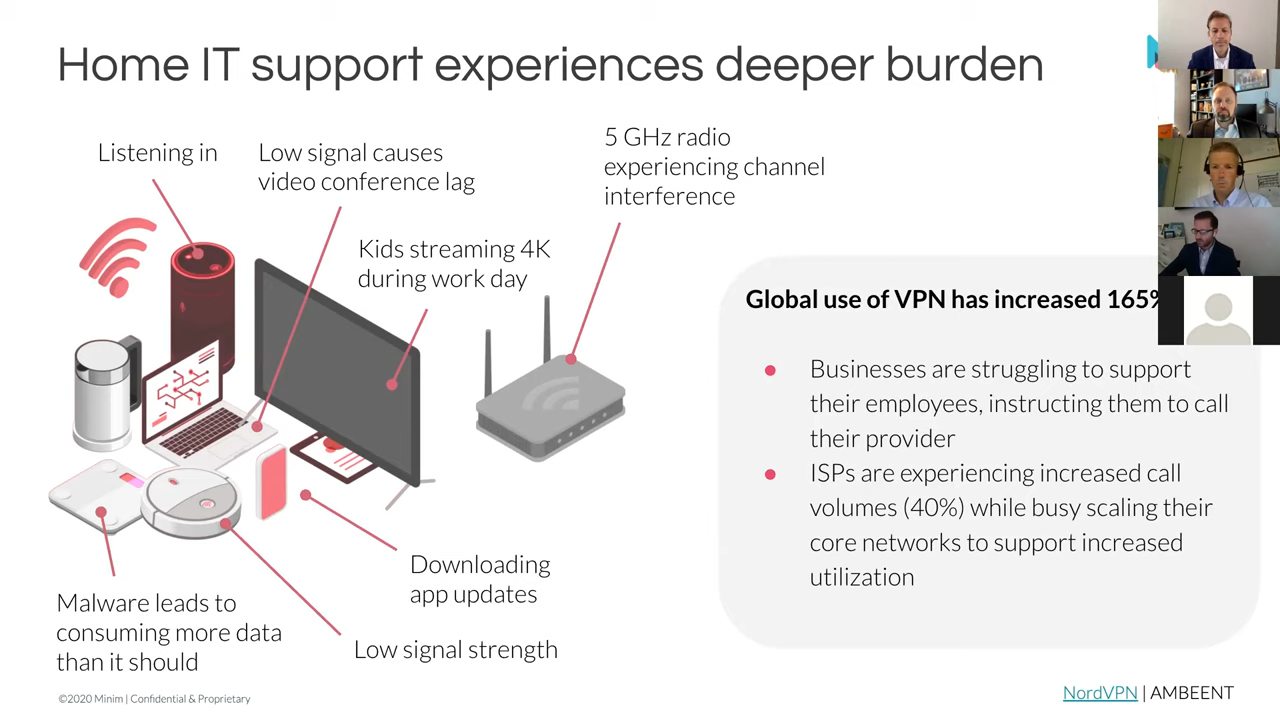 Home IT support experiences deeper burden
Listening in
Low signal causes
video conference lag
5 GHz radio
experiencing channel
interference
Kids streaming 4K
during work day
Global use of VPN has increased 165%
Businesses are struggling to support
their employees, instructing them to call
their provider
ISPs are experiencing increased call
volumes (40%) while busy scaling their
core networks to support increased
utilization
Downloading
app updates
Malware leads to
consuming more data
than it should
Low signal strength
©2020 Minim | Confidential & Proprietary
NordVPN | AMBEENT